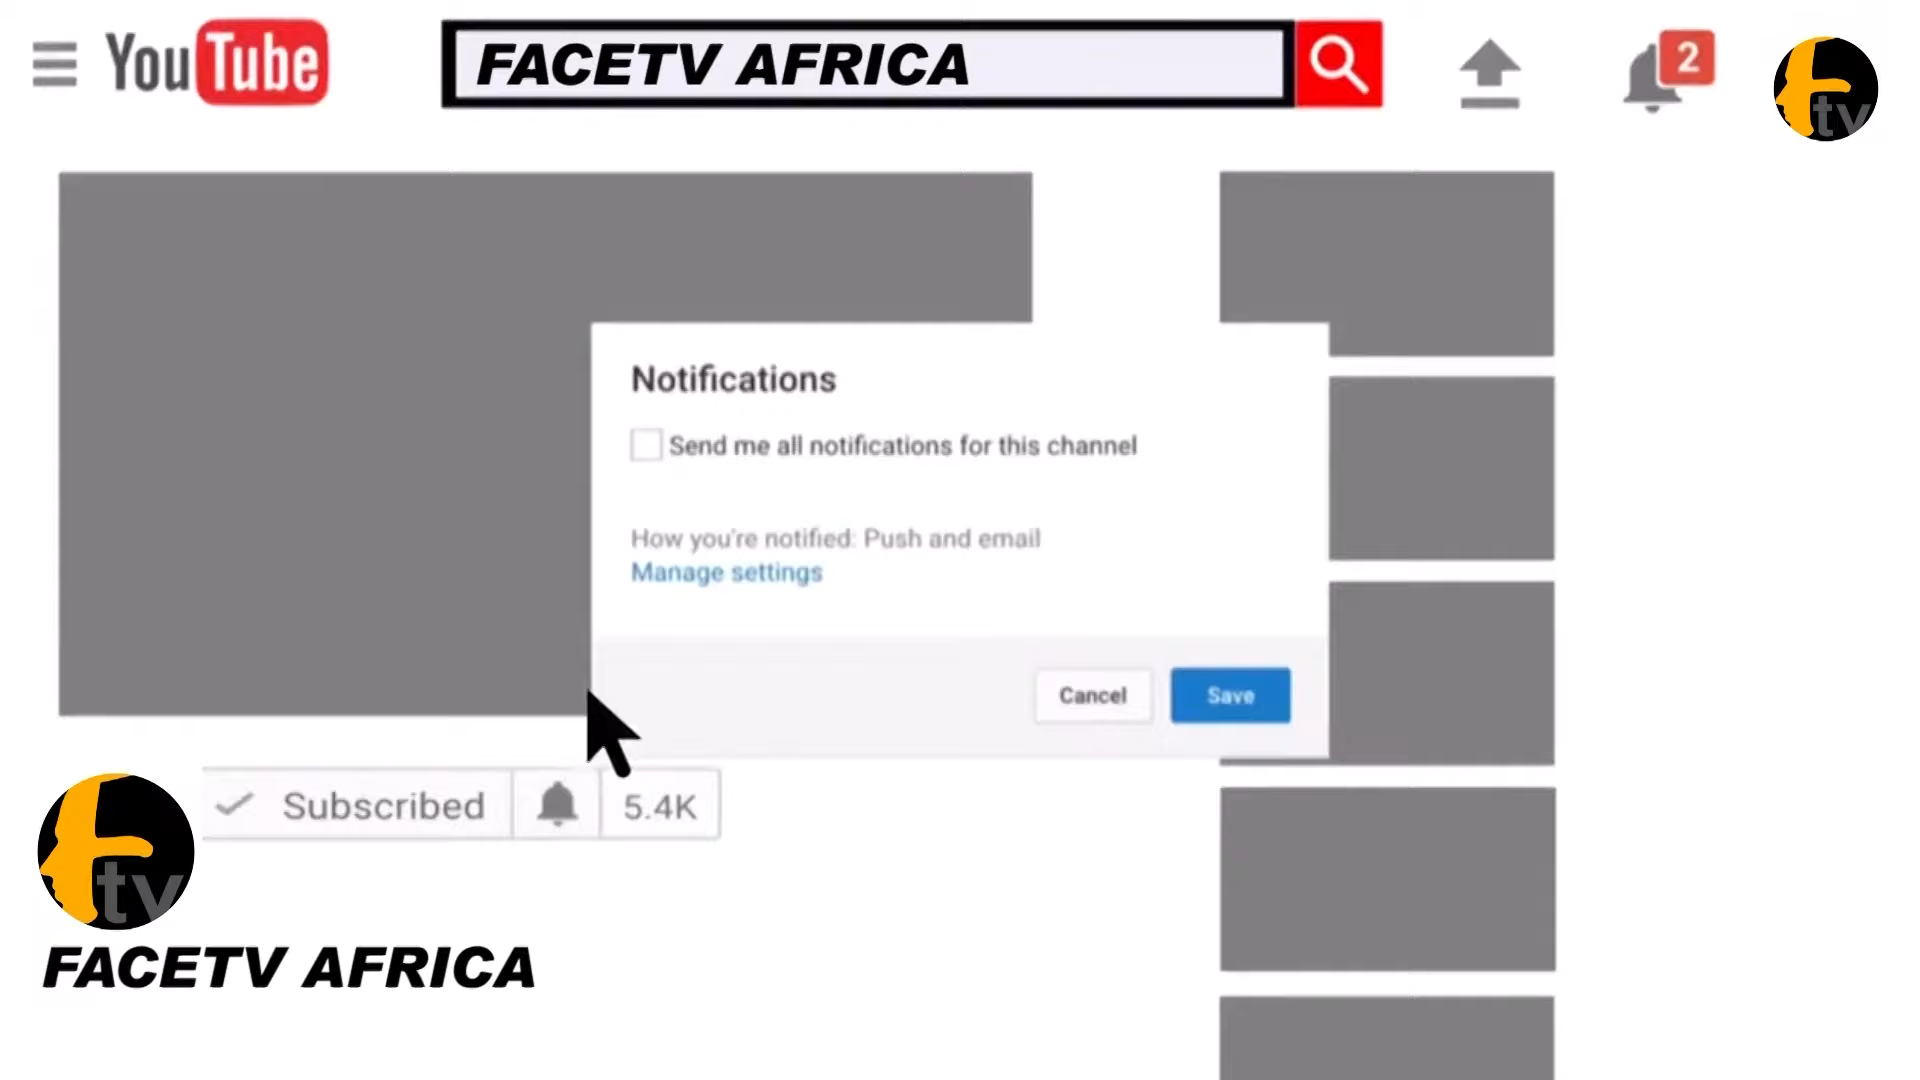 YouTube
FACETV AFRICA
2
tv
Notifications
Send me all notifications for this channel
How you're notified: Push and email
Manage settings
Cancel
Save
Subscribed
5.4K
tv
FACETV AFRICA